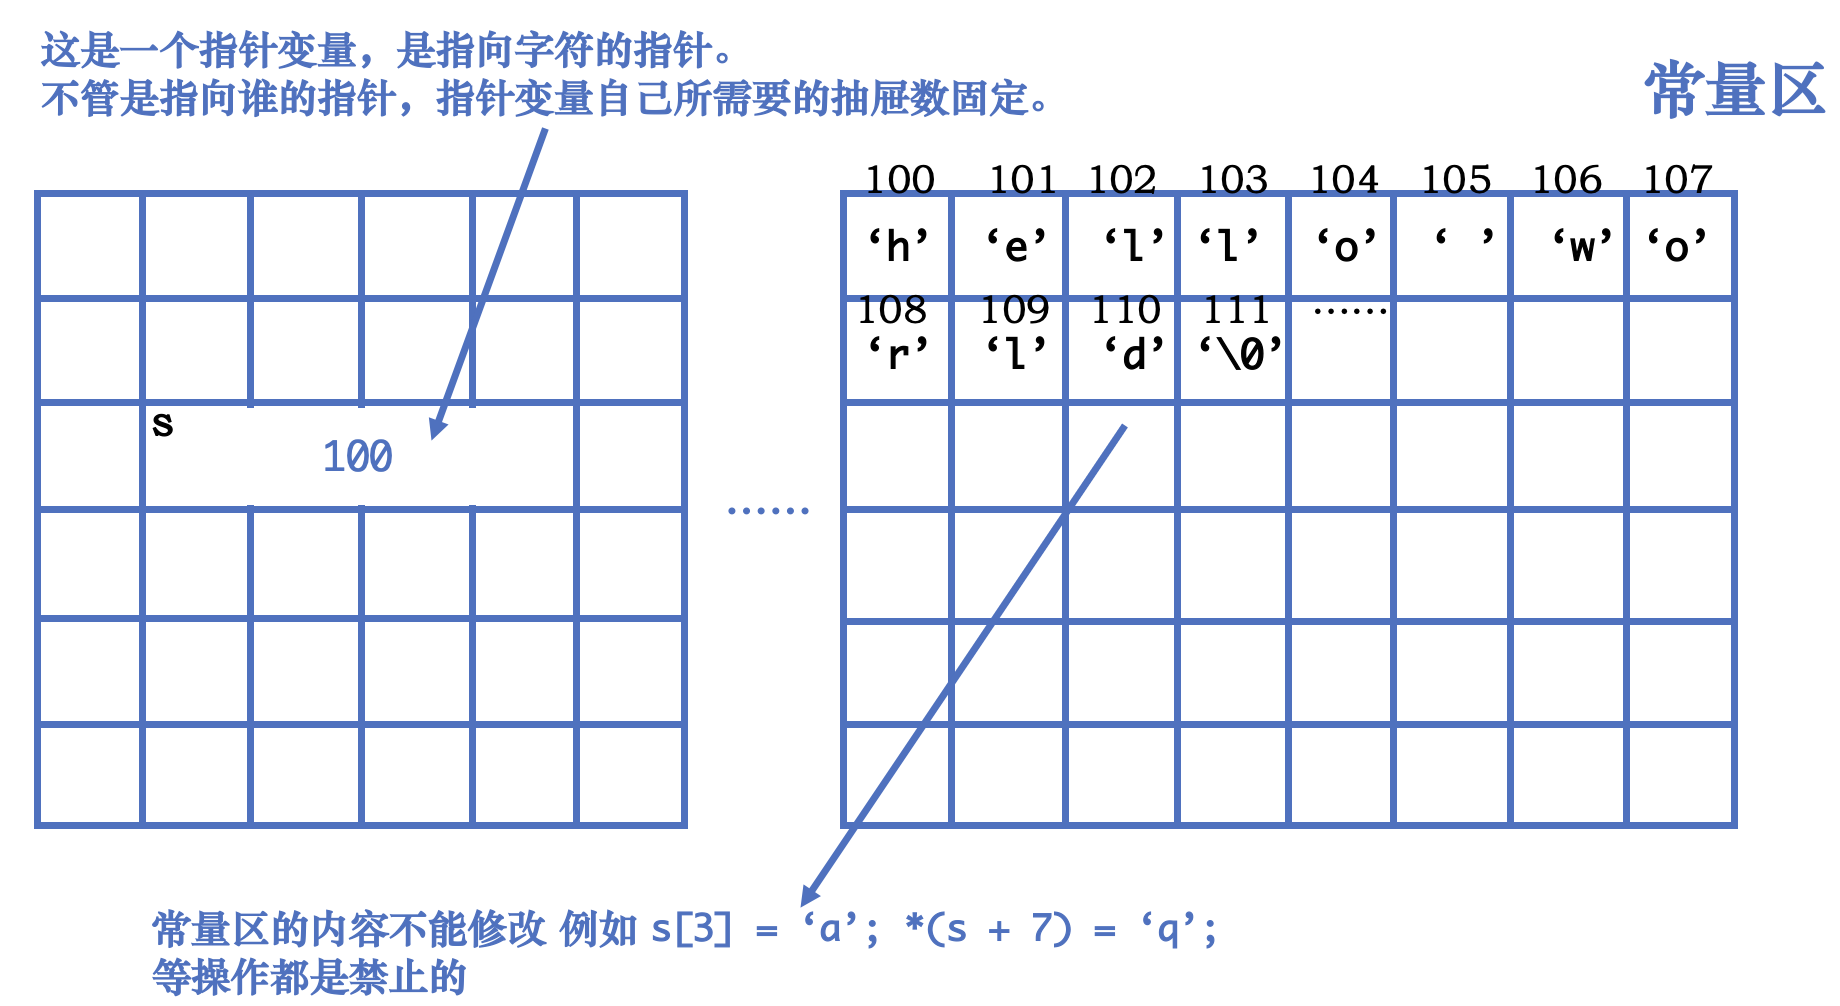 这是一个指针变量，是指向字符的指针。
不管是指向谁的指针，指针变量自己所需要的抽屉数固定。
常量区
100 101 102 103 104 105 106 107
‘h’ ‘e’ ‘l’ ‘l’ ‘o’ ‘ ’ ‘w’ ‘o’
108 109 110 111 ······
‘r’ ‘l’ ‘d’ ‘\0’
s
100
······
常量区的内容不能修改 例如 s[3] = ‘a’; *(s + 7) = ‘q’;
等操作都是禁止的